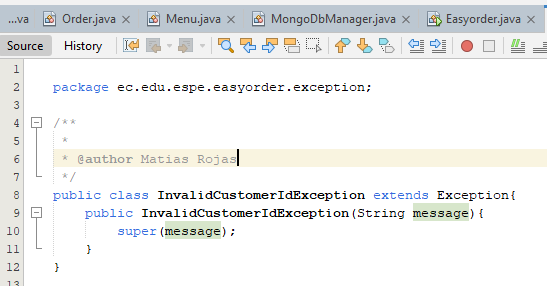 ...va Order.java Menu.java MongoDbManager.java Easyorder.java
Source History
1
2 package ec.edu.espe.easyorder.exception;
3
4 /**
5 *
6 * @author Matias Rojas
7 */
8 public class InvalidCustomerIdException extends Exception{
9 public InvalidCustomerIdException(String message){
10 super(message);
11 }
12 }
13